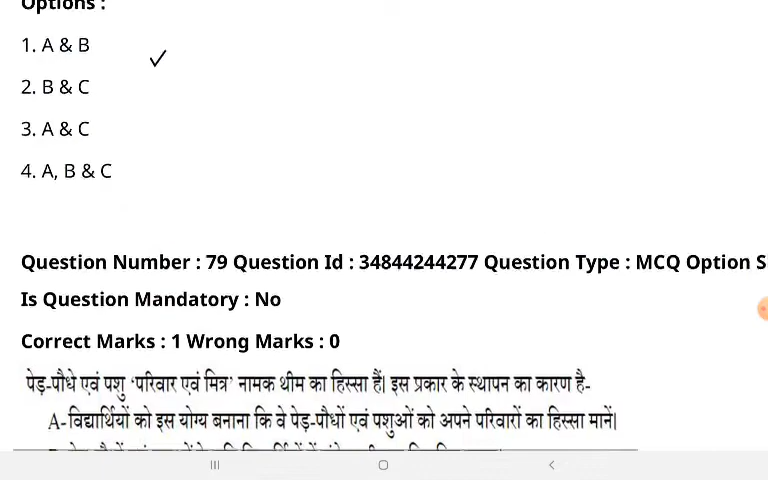 Options :
1. A & B
2. B & C
3. A & C
4. A, B & C
Question Number : 79 Question Id : 34844244277 Question Type : MCQ Option S
Is Question Mandatory : No
Correct Marks : 1 Wrong Marks : 0
पेड़-पौधे एवं पशु 'परिवार एवं मित्र' नामक थीम का हिस्सा हैं। इस प्रकार के स्थापन का कारण है-
A-विद्यार्थियों को इस योग्य बनाना कि वे पेड़-पौधों एवं पशुओं को अपने परिवारों का हिस्सा मानें।